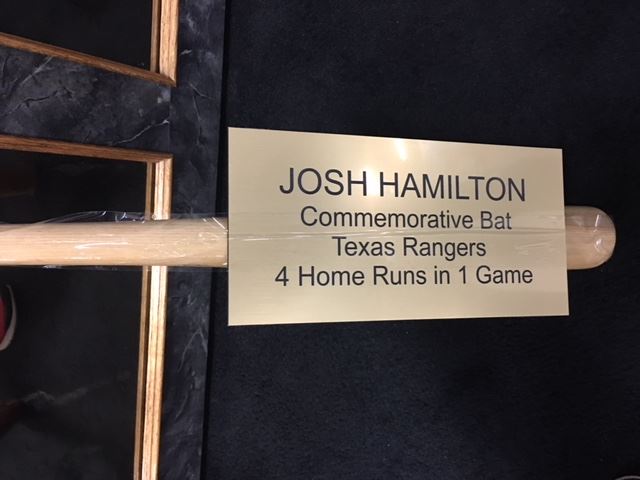 JOSH HAMILTON
Commemorative Bat
Texas Rangers
4 Home Runs in 1 Game